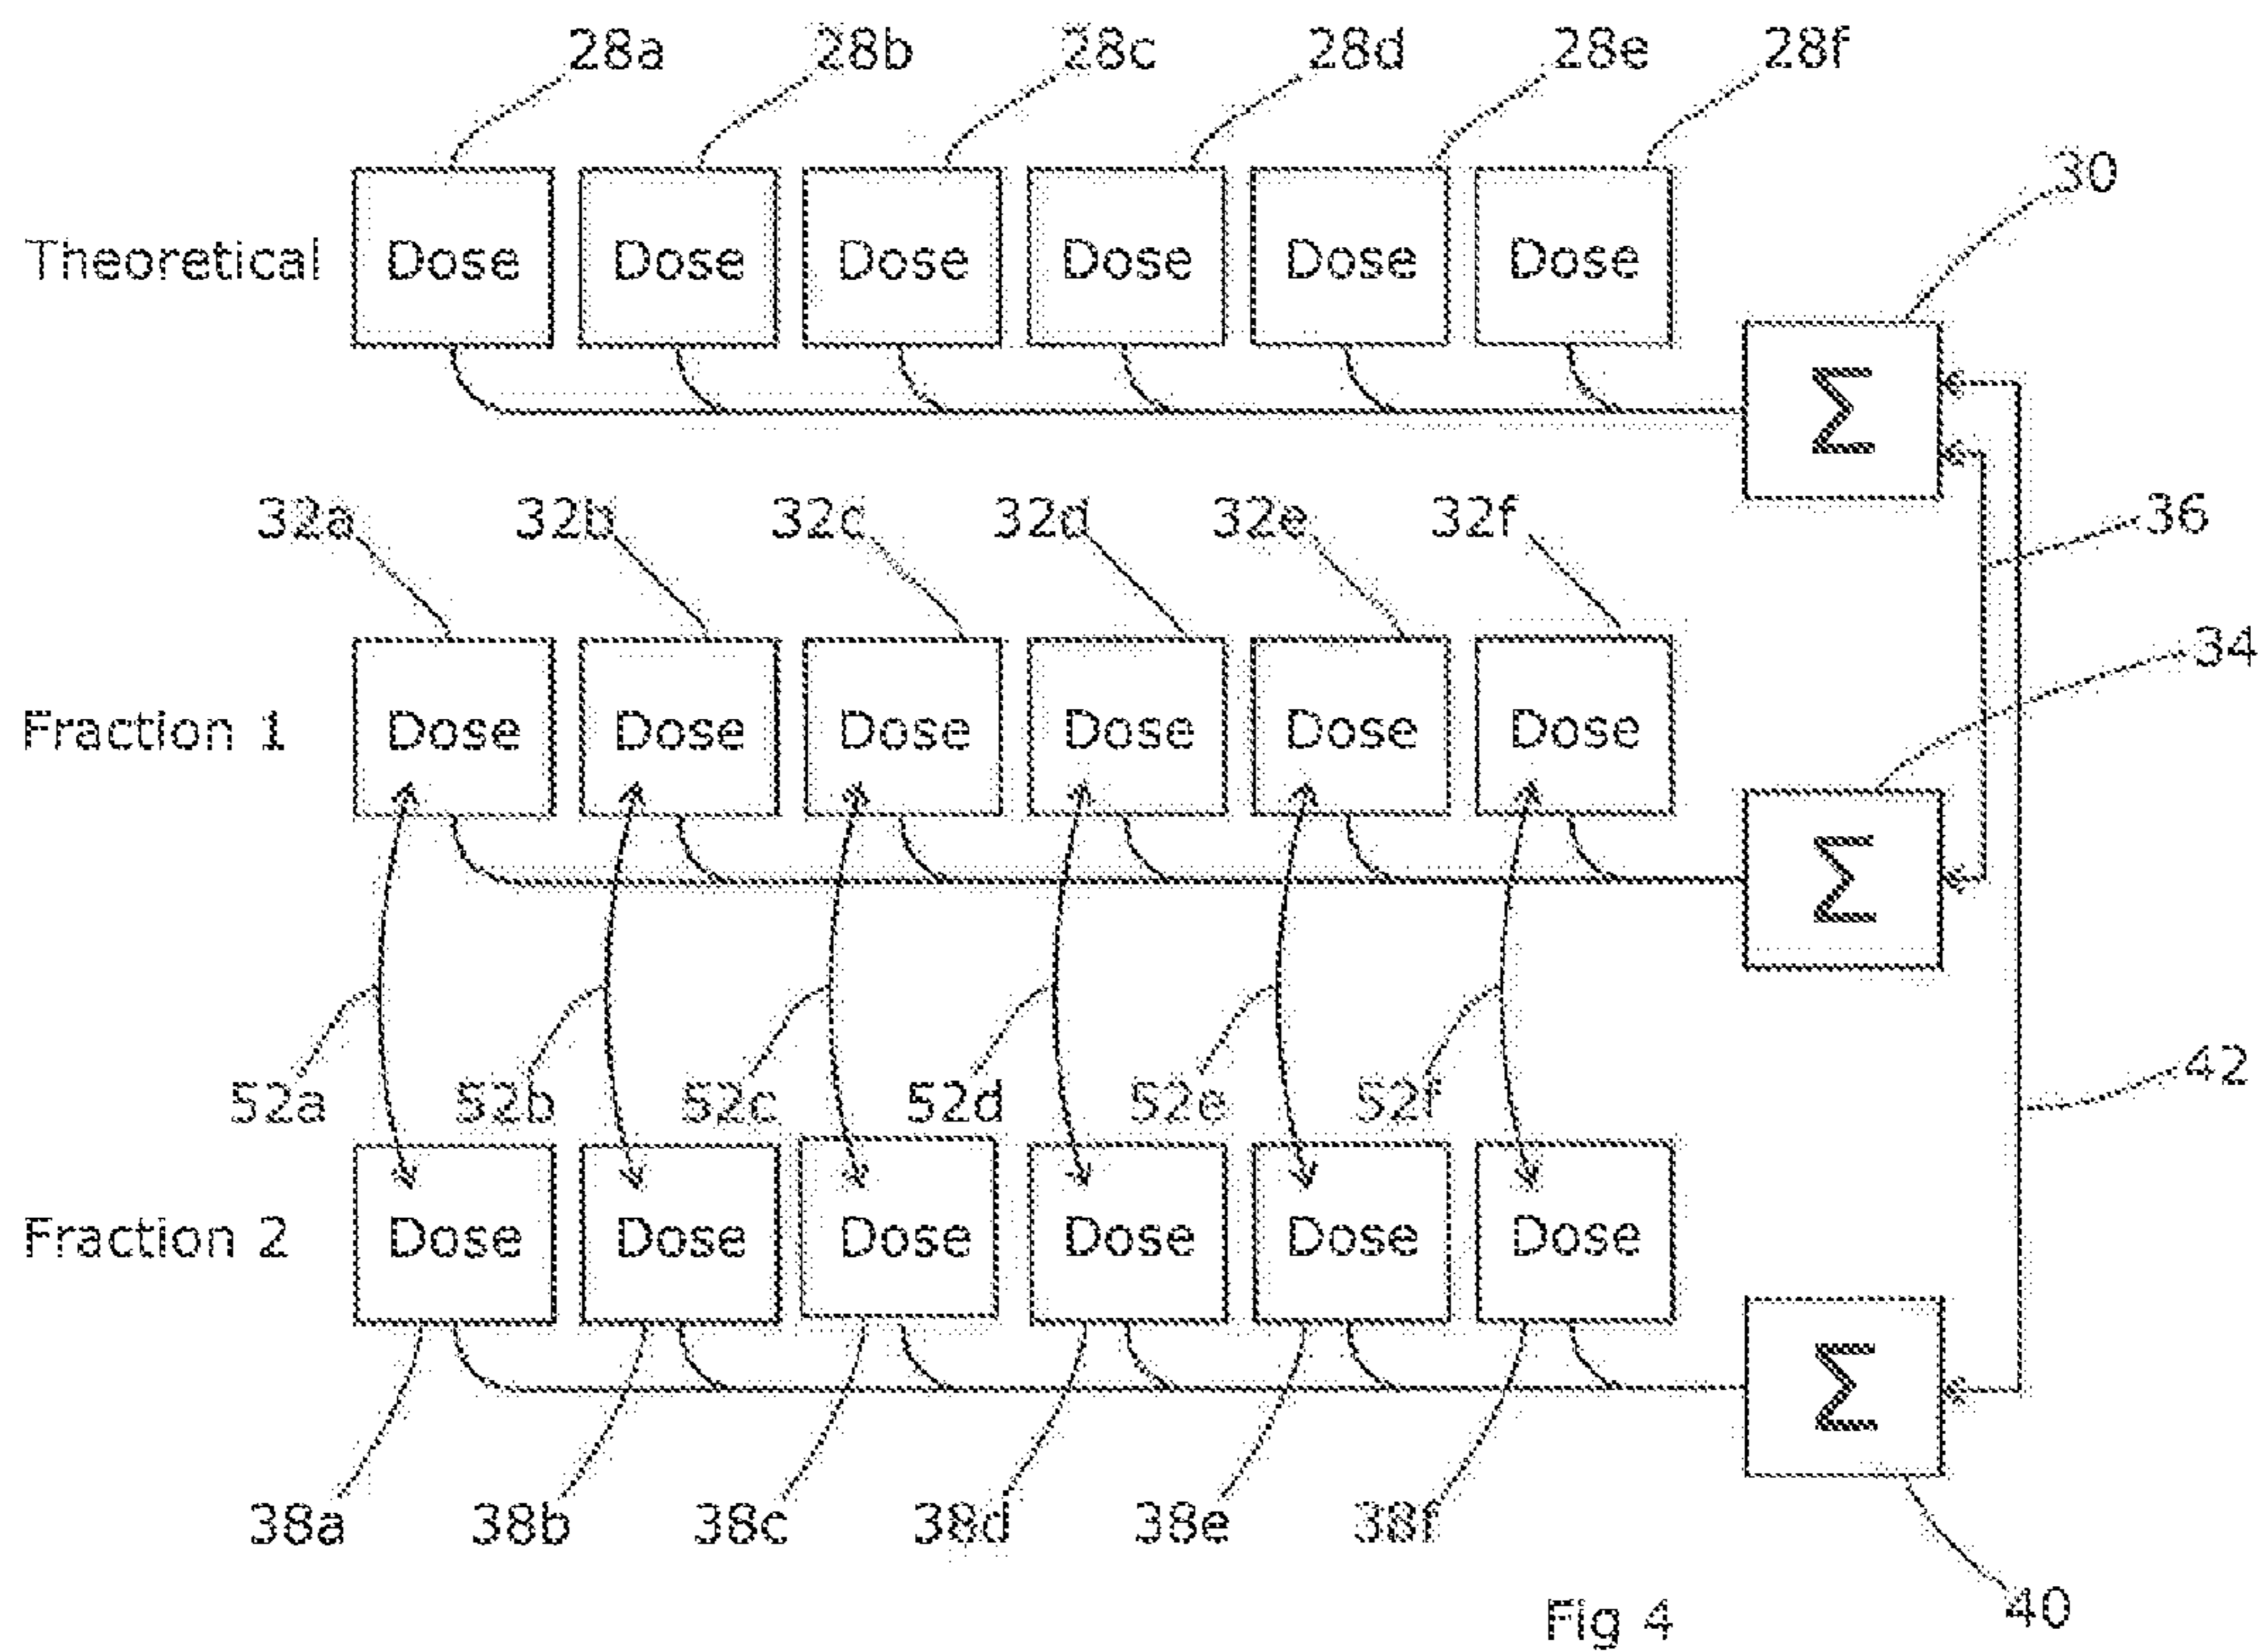 28a 28b 28c 28d 28e 28f
30
Theoretical Dose Dose Dose Dose Dose Dose
Σ
32a 32b 32c 32d 32e 32f
36
34
Fraction 1 Dose Dose Dose Dose Dose Dose
Σ
42
52a 52b 52c 52d 52e 52f
Fraction 2 Dose Dose Dose Dose Dose Dose
Σ
38a 38b 38c 38d 38e 38f
40
Fig 4